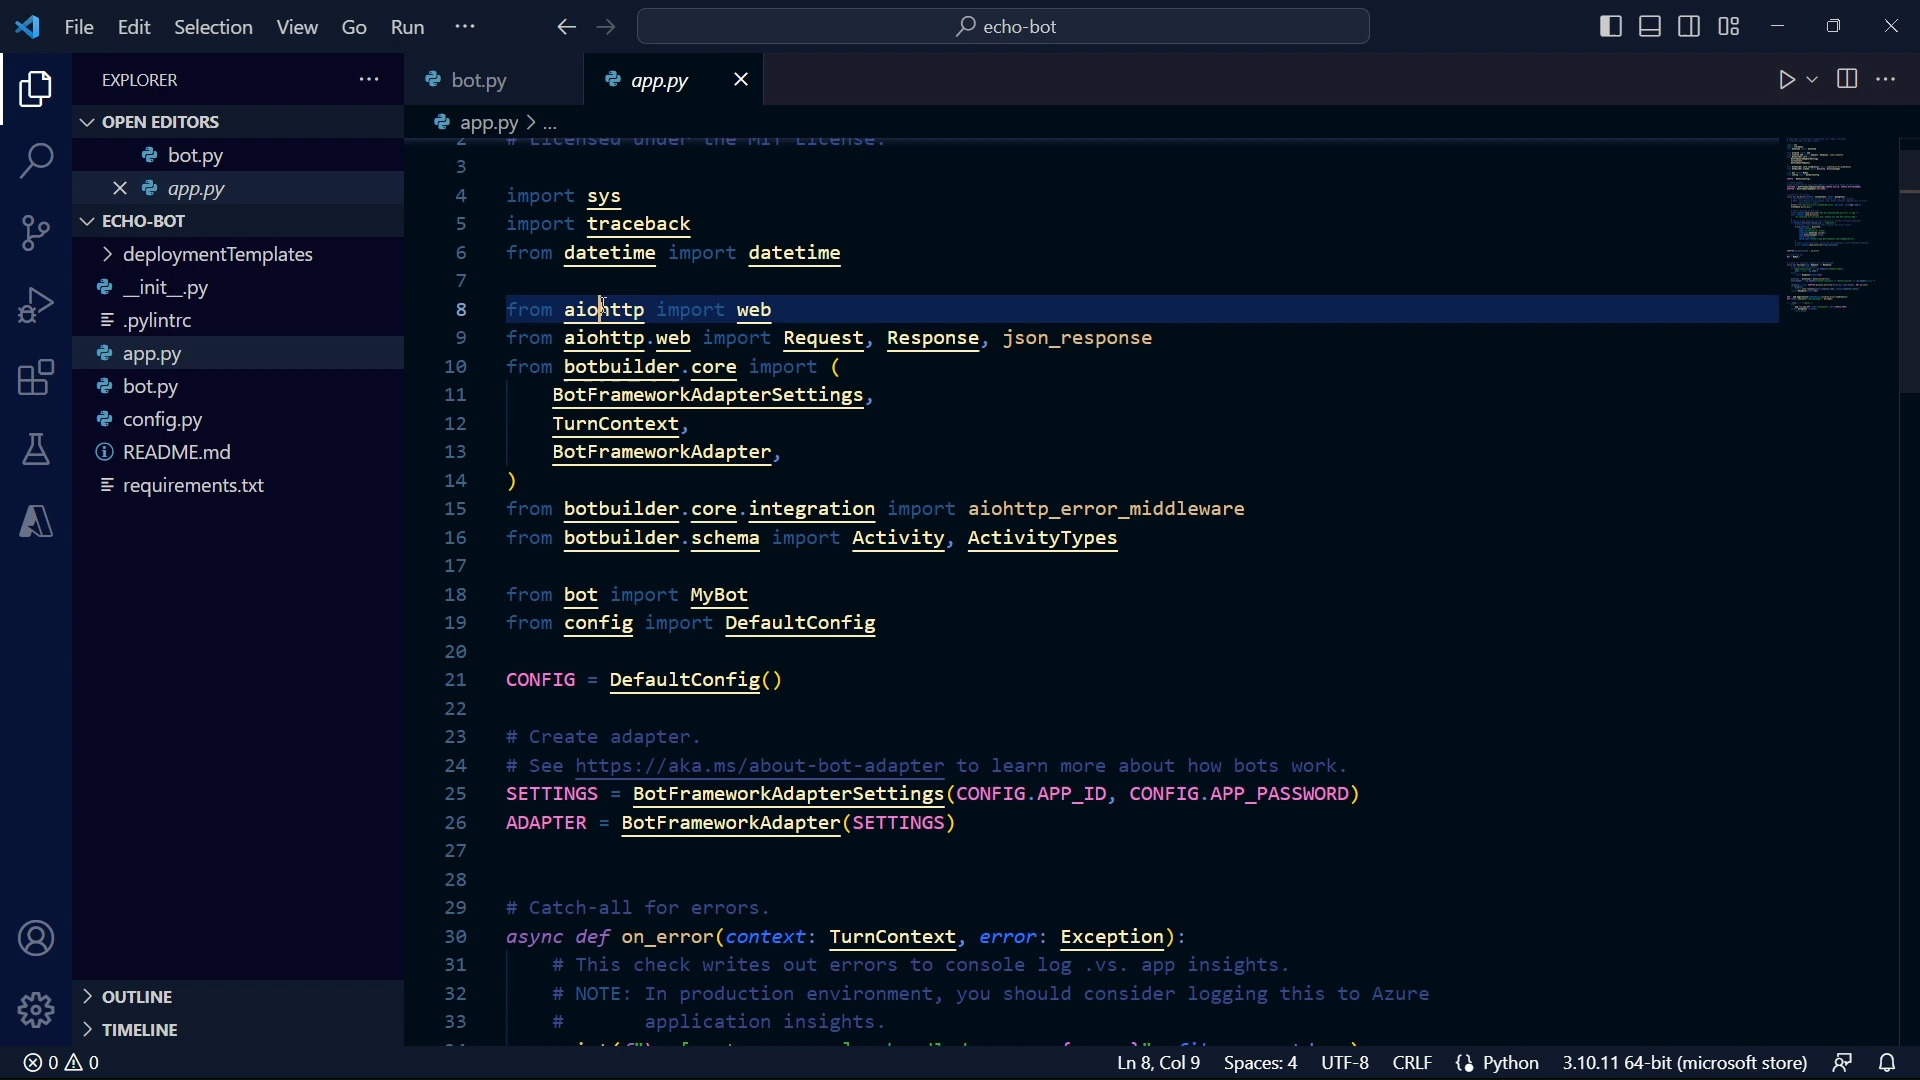 File Edit Selection View Go Run ···
echo-bot
EXPLORER
OPEN EDITORS
bot.py
app.py
ECHO-BOT
deploymentTemplates
__init__.py
.pylintrc
app.py
bot.py
config.py
README.md
requirements.txt
OUTLINE
TIMELINE
bot.py
app.py
app.py > ...
2 # Licensed under the MIT License.
3
4 import sys
5 import traceback
6 from datetime import datetime
7
8 from aiohttp import web
9 from aiohttp.web import Request, Response, json_response
10 from botbuilder.core import (
11 BotFrameworkAdapterSettings,
12 TurnContext,
13 BotFrameworkAdapter,
14 )
15 from botbuilder.core.integration import aiohttp_error_middleware
16 from botbuilder.schema import Activity, ActivityTypes
17
18 from bot import MyBot
19 from config import DefaultConfig
20
21 CONFIG = DefaultConfig()
22
23 # Create adapter.
24 # See https://aka.ms/about-bot-adapter to learn more about how bots work.
25 SETTINGS = BotFrameworkAdapterSettings(CONFIG.APP_ID, CONFIG.APP_PASSWORD)
26 ADAPTER = BotFrameworkAdapter(SETTINGS)
27
28
29 # Catch-all for errors.
30 async def on_error(context: TurnContext, error: Exception):
31 # This check writes out errors to console log .vs. app insights.
32 # NOTE: In production environment, you should consider logging this to Azure
33 # application insights.
0 0
Ln 8, Col 9 Spaces: 4 UTF-8 CRLF Python 3.10.11 64-bit (microsoft store)